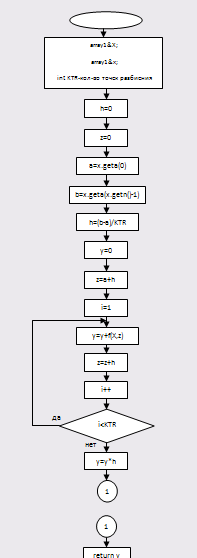 array1&X;
array1&x;
int KTR-кол-во точок разбиения
h=0
z=0
a=x.geta(0)
b=x.geta(x.getn()-1)
h=(b-a)/KTR
y=0
z=a+h
i=1
y=y+f(X,z)
z=z+h
i++
да
i<KTR
нет
y=y*h
1
1
return y